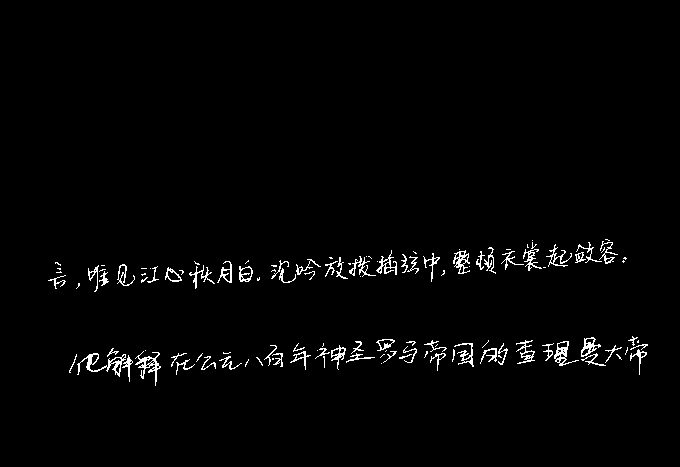 言，唯见江心秋月白.沉吟放拨插弦中，整顿衣裳起敛容。
他解释在公元八百年神圣罗马帝国的查理曼大帝